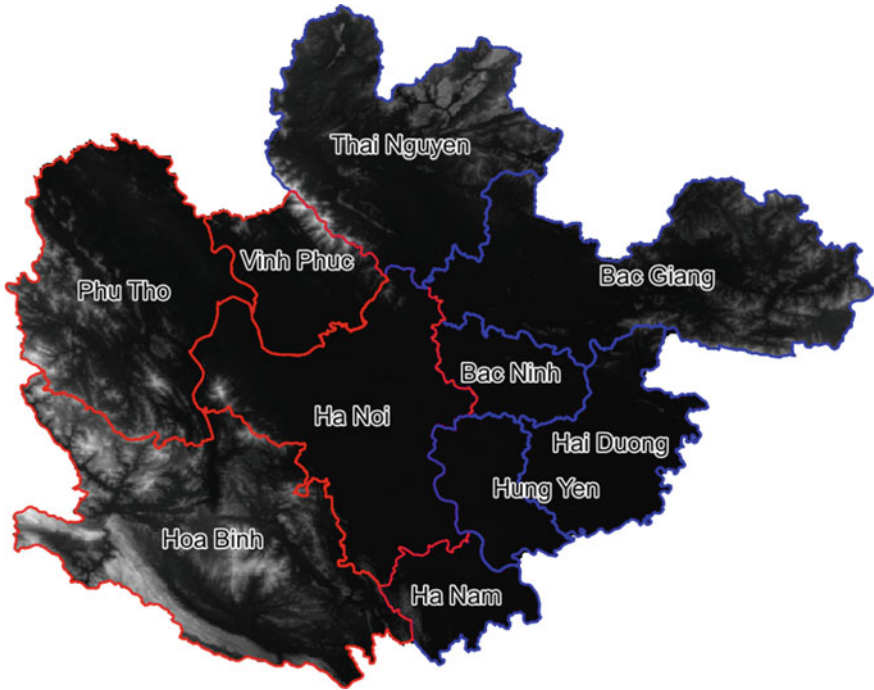 Thai Nguyen
Vinh Phuc
Bac Giang
Phu Tho
Bac Ninh
Ha Noi
Hai Duong
Hung Yen
Hoa Binh
Ha Nam